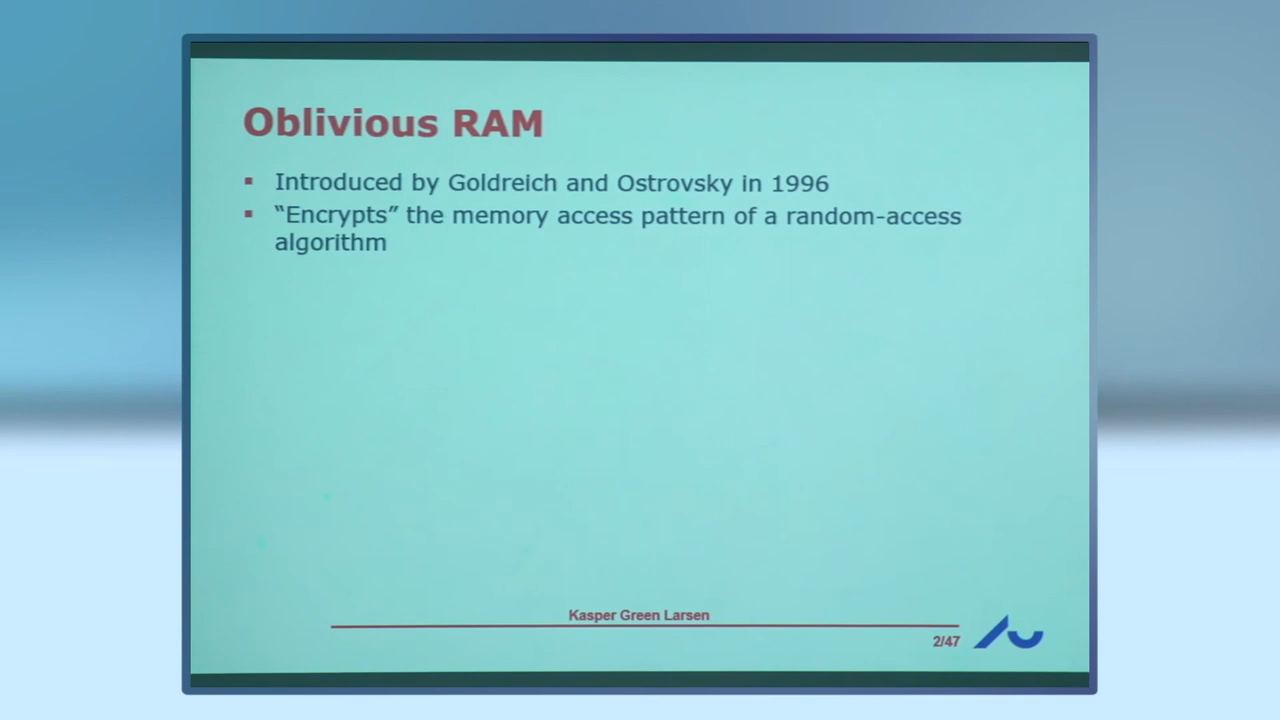 Oblivious RAM
▪ Introduced by Goldreich and Ostrovsky in 1996
▪ “Encrypts” the memory access pattern of a random-access
algorithm
Kasper Green Larsen
2/47